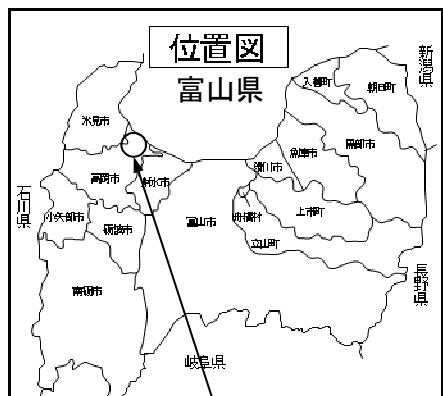 位置図
富山県
新潟県
入善町
朝日町
氷見市
黒部市
魚津市
滑川市
高岡市
射水市
石川県
小矢部市
砺波市
富山市
舟橋村
上市町
立山町
長野県
南砺市
岐阜県